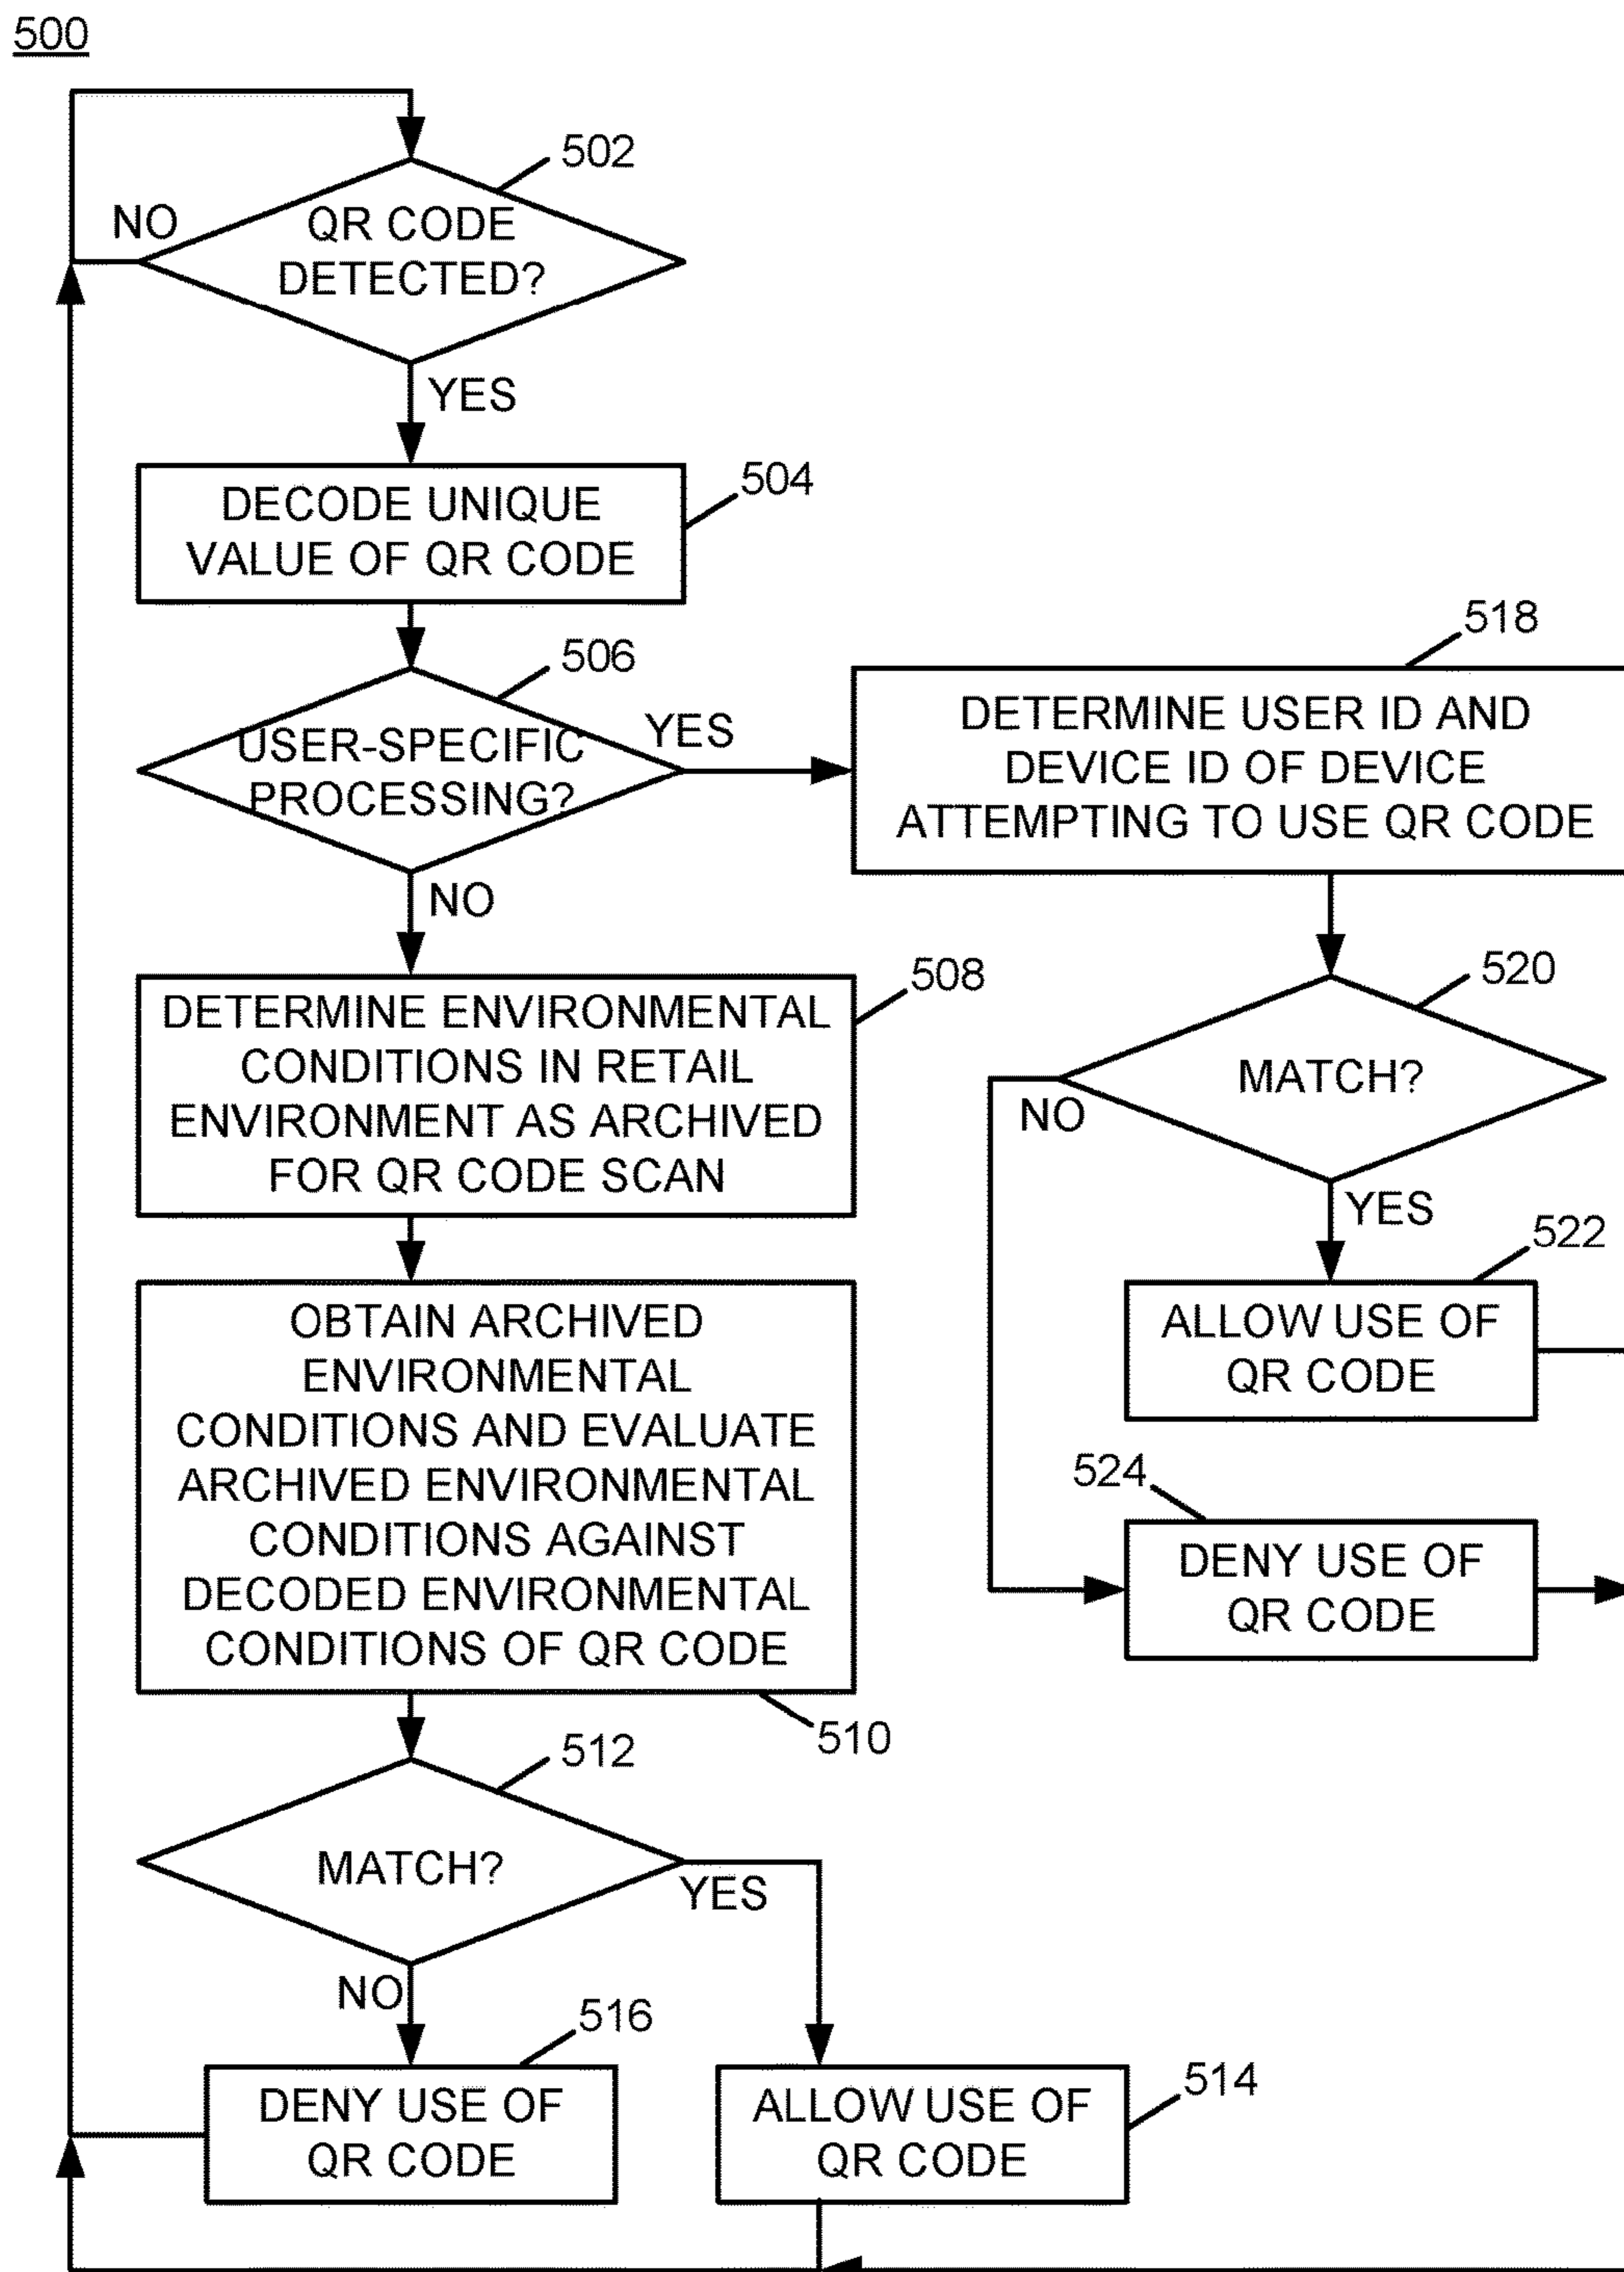 500
502
NO
QR CODE
DETECTED?
YES
504
DECODE UNIQUE
VALUE OF QR CODE
506
USER-SPECIFIC
PROCESSING?
YES
NO
518
DETERMINE USER ID AND
DEVICE ID OF DEVICE
ATTEMPTING TO USE QR CODE
508
DETERMINE ENVIRONMENTAL
CONDITIONS IN RETAIL
ENVIRONMENT AS ARCHIVED
FOR QR CODE SCAN
520
MATCH?
NO
YES
522
ALLOW USE OF
QR CODE
524
DENY USE OF
QR CODE
OBTAIN ARCHIVED
ENVIRONMENTAL
CONDITIONS AND EVALUATE
ARCHIVED ENVIRONMENTAL
CONDITIONS AGAINST
DECODED ENVIRONMENTAL
CONDITIONS OF QR CODE
510
512
MATCH?
YES
NO
516
DENY USE OF
QR CODE
514
ALLOW USE OF
QR CODE